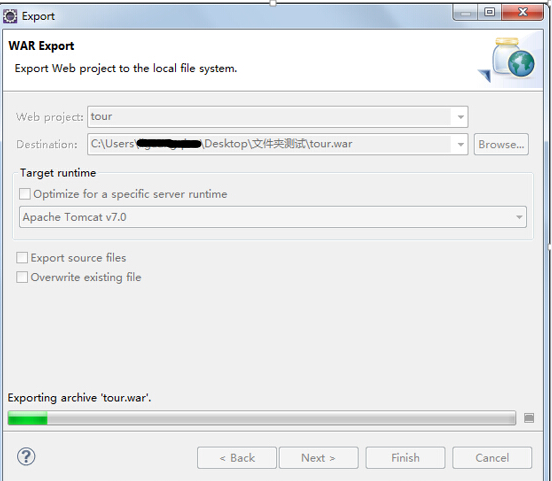 Export
WAR Export
Export Web project to the local file system.
Web project: tour
Destination: C:\Users\ \Desktop\文件夹测试\tour.war Browse...
Target runtime
Optimize for a specific server runtime
Apache Tomcat v7.0
Export source files
Overwrite existing file
Exporting archive 'tour.war'.
? < Back Next > Finish Cancel